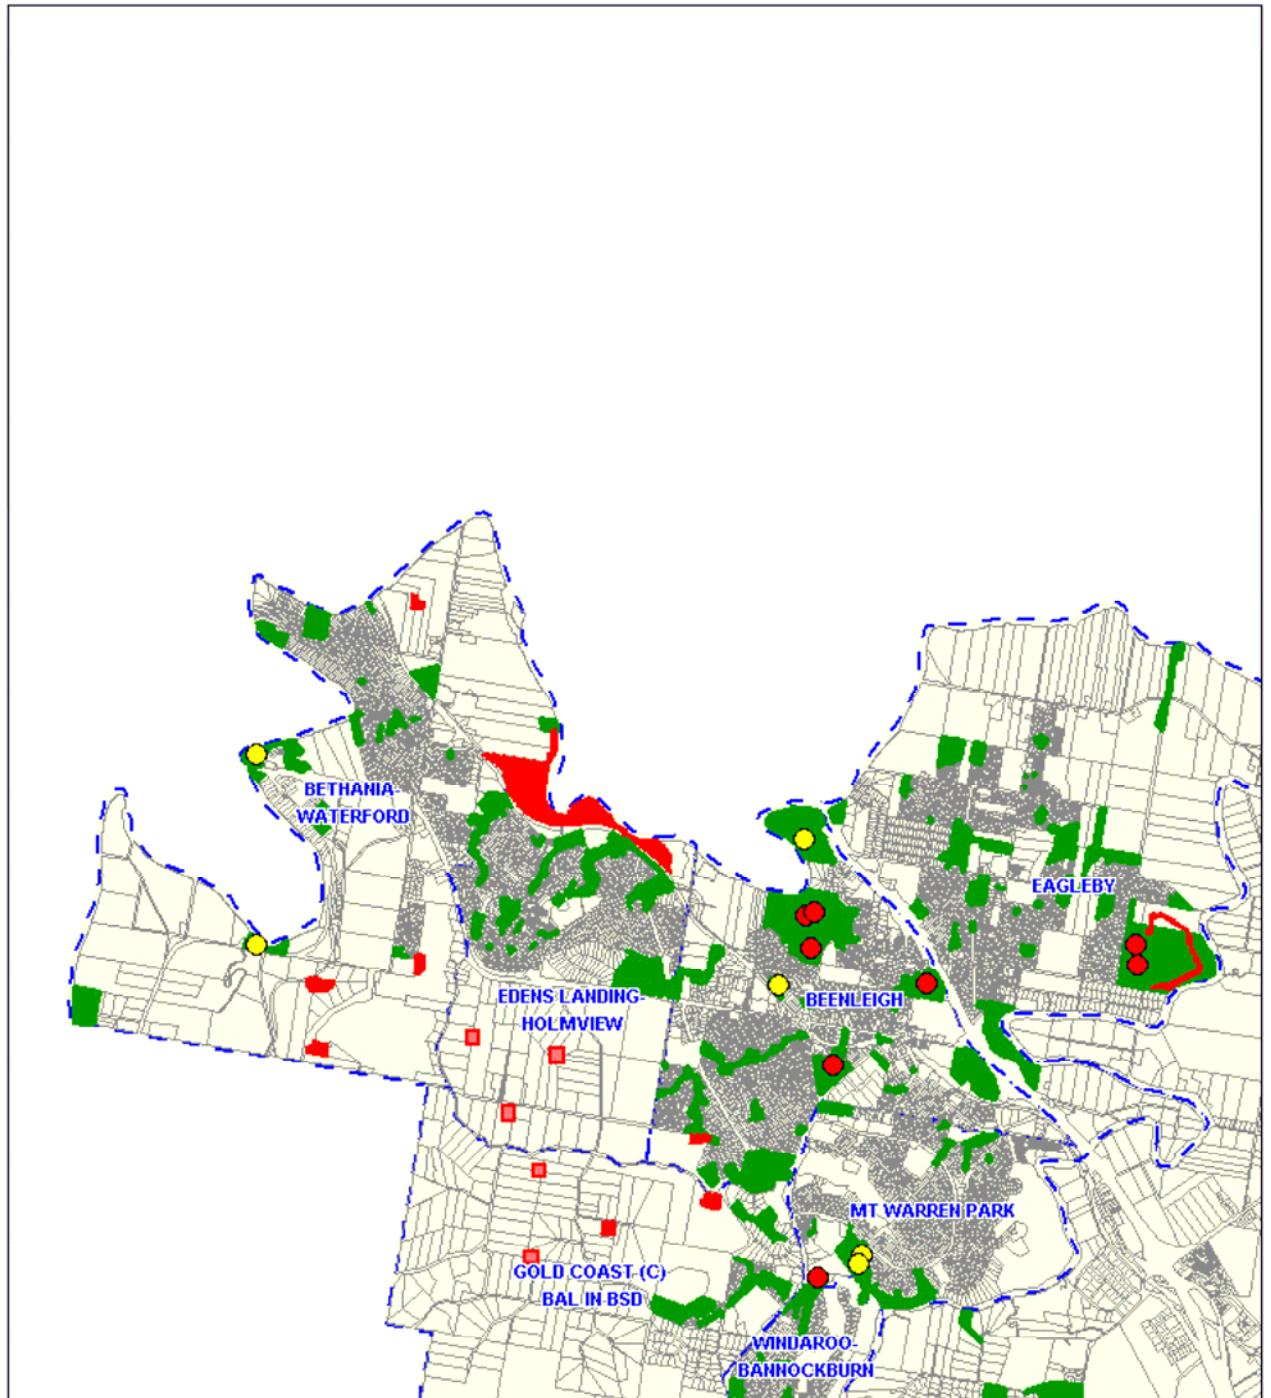 BETHANIA-
WATERFORD
EAGLEBY
EDENS LANDING-
HOLMVIEW
BEENLEIGH
MT WARREN PARK
GOLD COAST (C)
BAL IN BSD
WINDAROO-
BANNOCKBURN